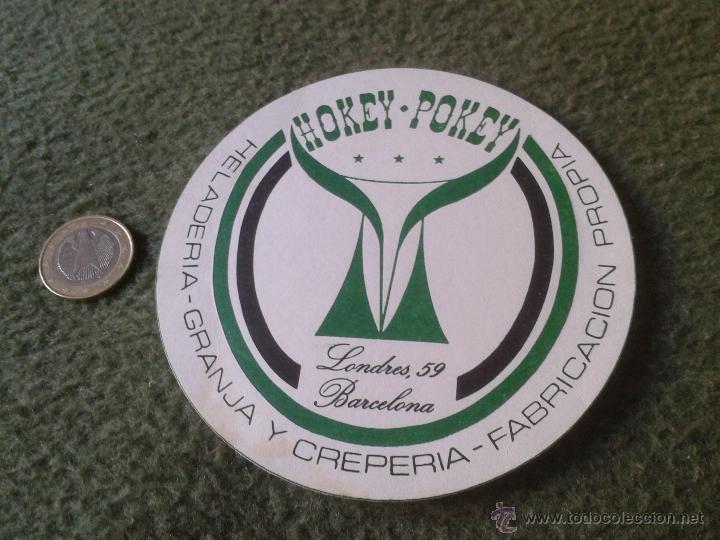 HOKEY-POKEY
HELADERIA - GRANJA Y CREPERIA - FABRICACION PROPIA
Londres, 59
Barcelona
www.todocoleccion.net